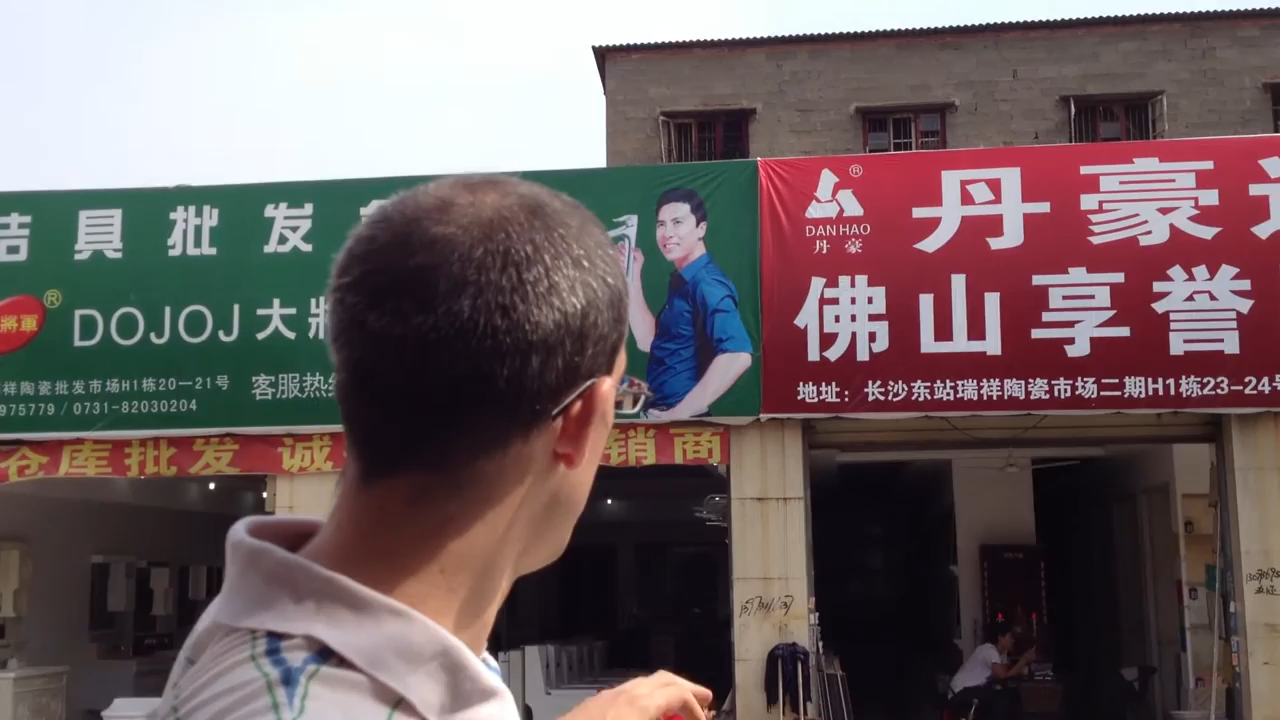 洁具批发
將軍®
DOJOJ 大將
祥陶瓷批发市场H1栋20—21号
975779 / 0731-82030204
客服热线
仓库批发 诚
销商
®
DANHAO
丹豪
丹豪
佛山享誉
地址：长沙东站瑞祥陶瓷市场二期H1栋23-24号